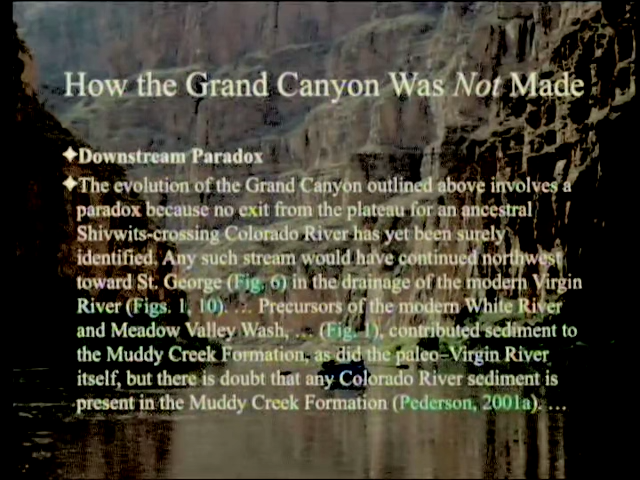 How the Grand Canyon Was Not Made
Downstream Paradox
The evolution of the Grand Canyon outlined above involves a
paradox because no exit from the plateau for an ancestral
Shivwits-crossing Colorado River has yet been surely
identified. Any such stream would have continued northwest
toward St. George (Fig. 6) in the drainage of the modern Virgin
River (Figs. 1, 10). … Precursors of the modern White River
and Meadow Valley Wash, … (Fig. 1), contributed sediment to
the Muddy Creek Formation, as did the paleo–Virgin River
itself, but there is doubt that any Colorado River sediment is
present in the Muddy Creek Formation (Pederson, 2001a). …